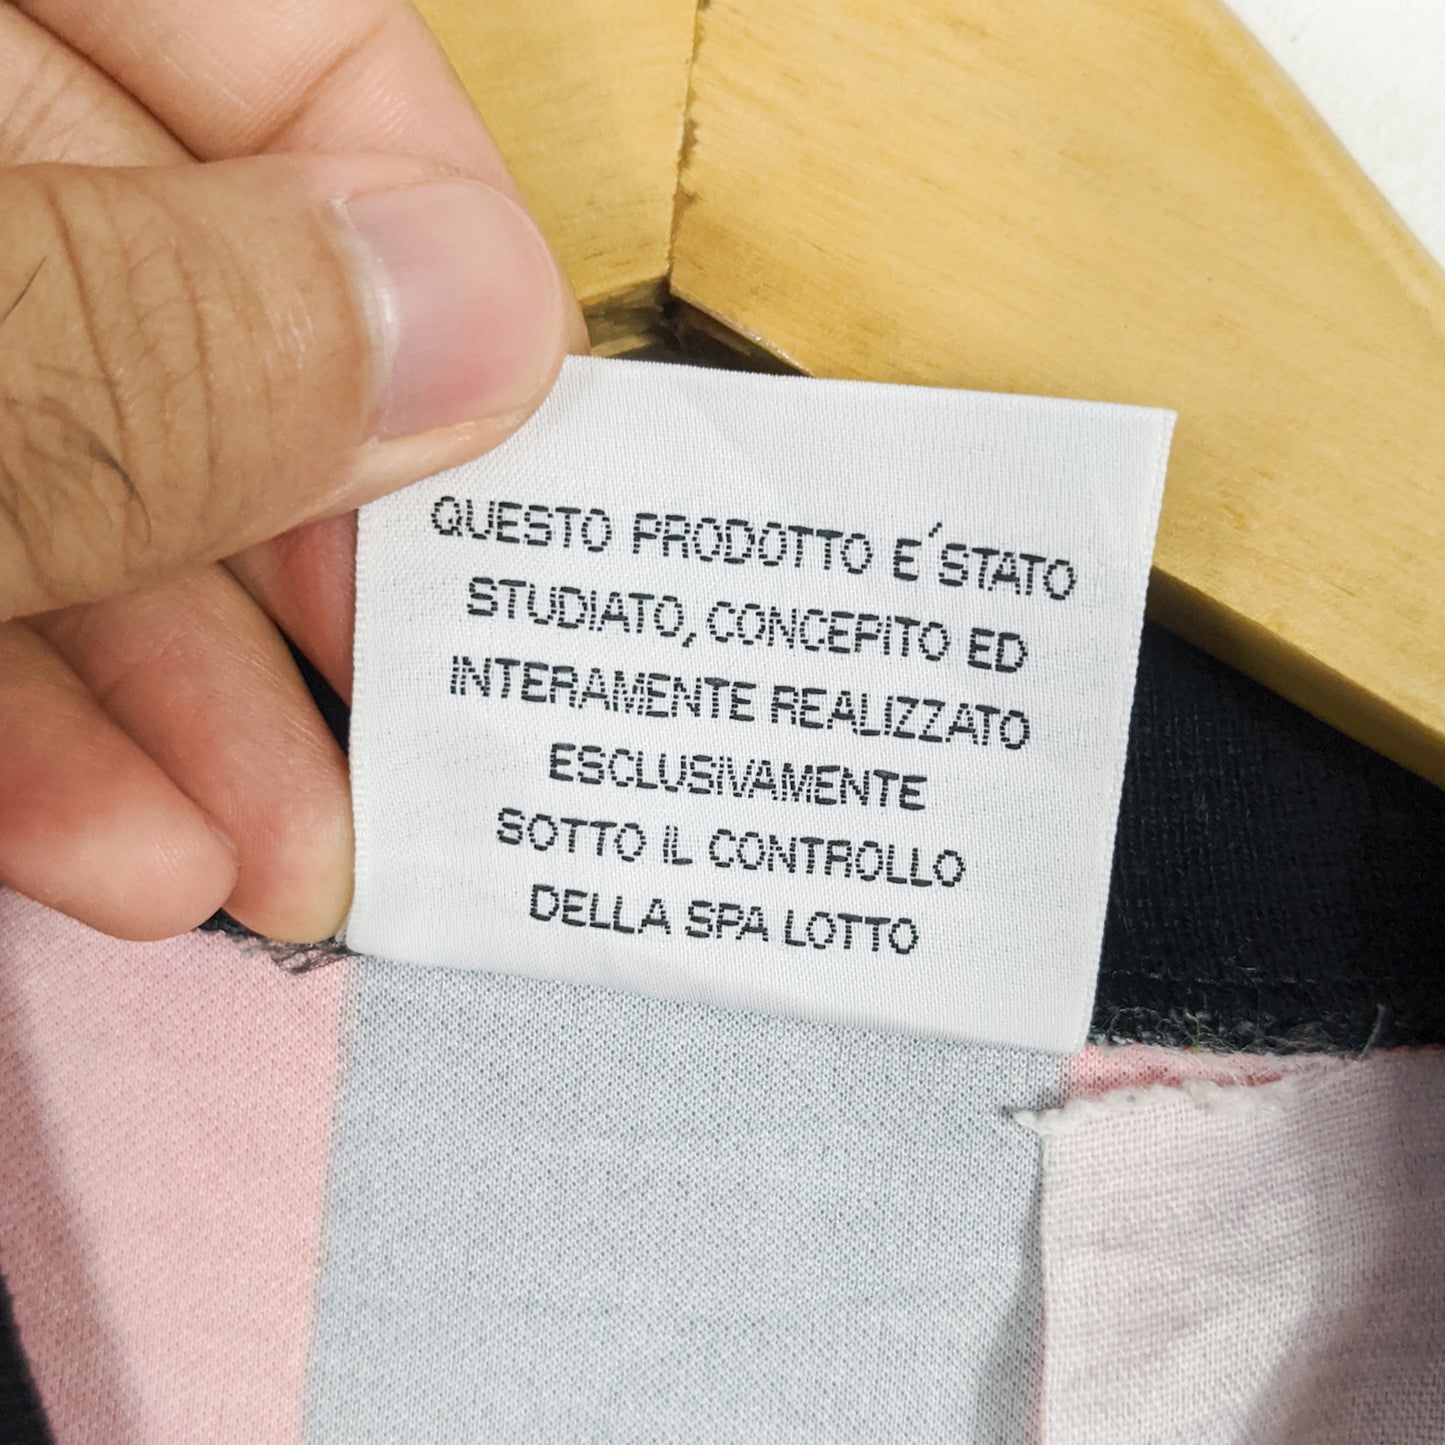 QUESTO PRODOTTO E´STATO
STUDIATO, CONCEPITO ED
INTERAMENTE REALIZZATO
ESCLUSIVAMENTE
SOTTO IL CONTROLLO
DELLA SPA LOTTO